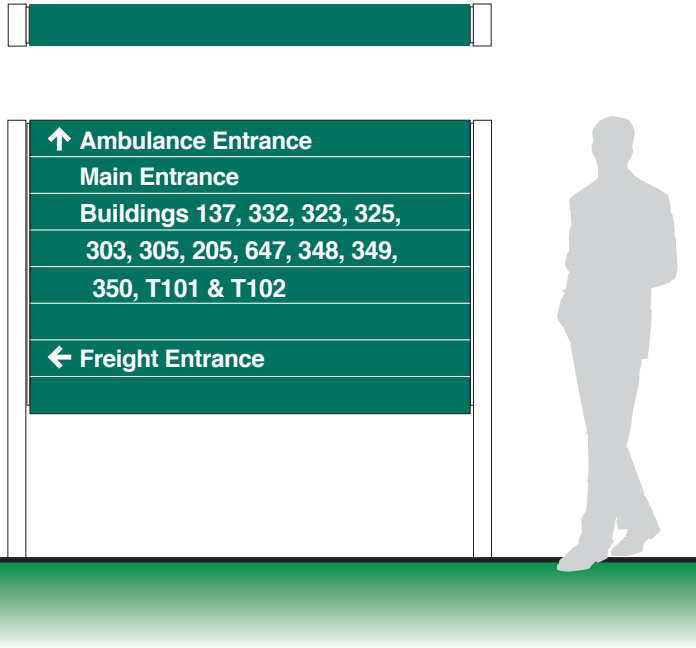 ↑ Ambulance Entrance
Main Entrance
Buildings 137, 332, 323, 325,
303, 305, 205, 647, 348, 349,
350, T101 & T102
← Freight Entrance